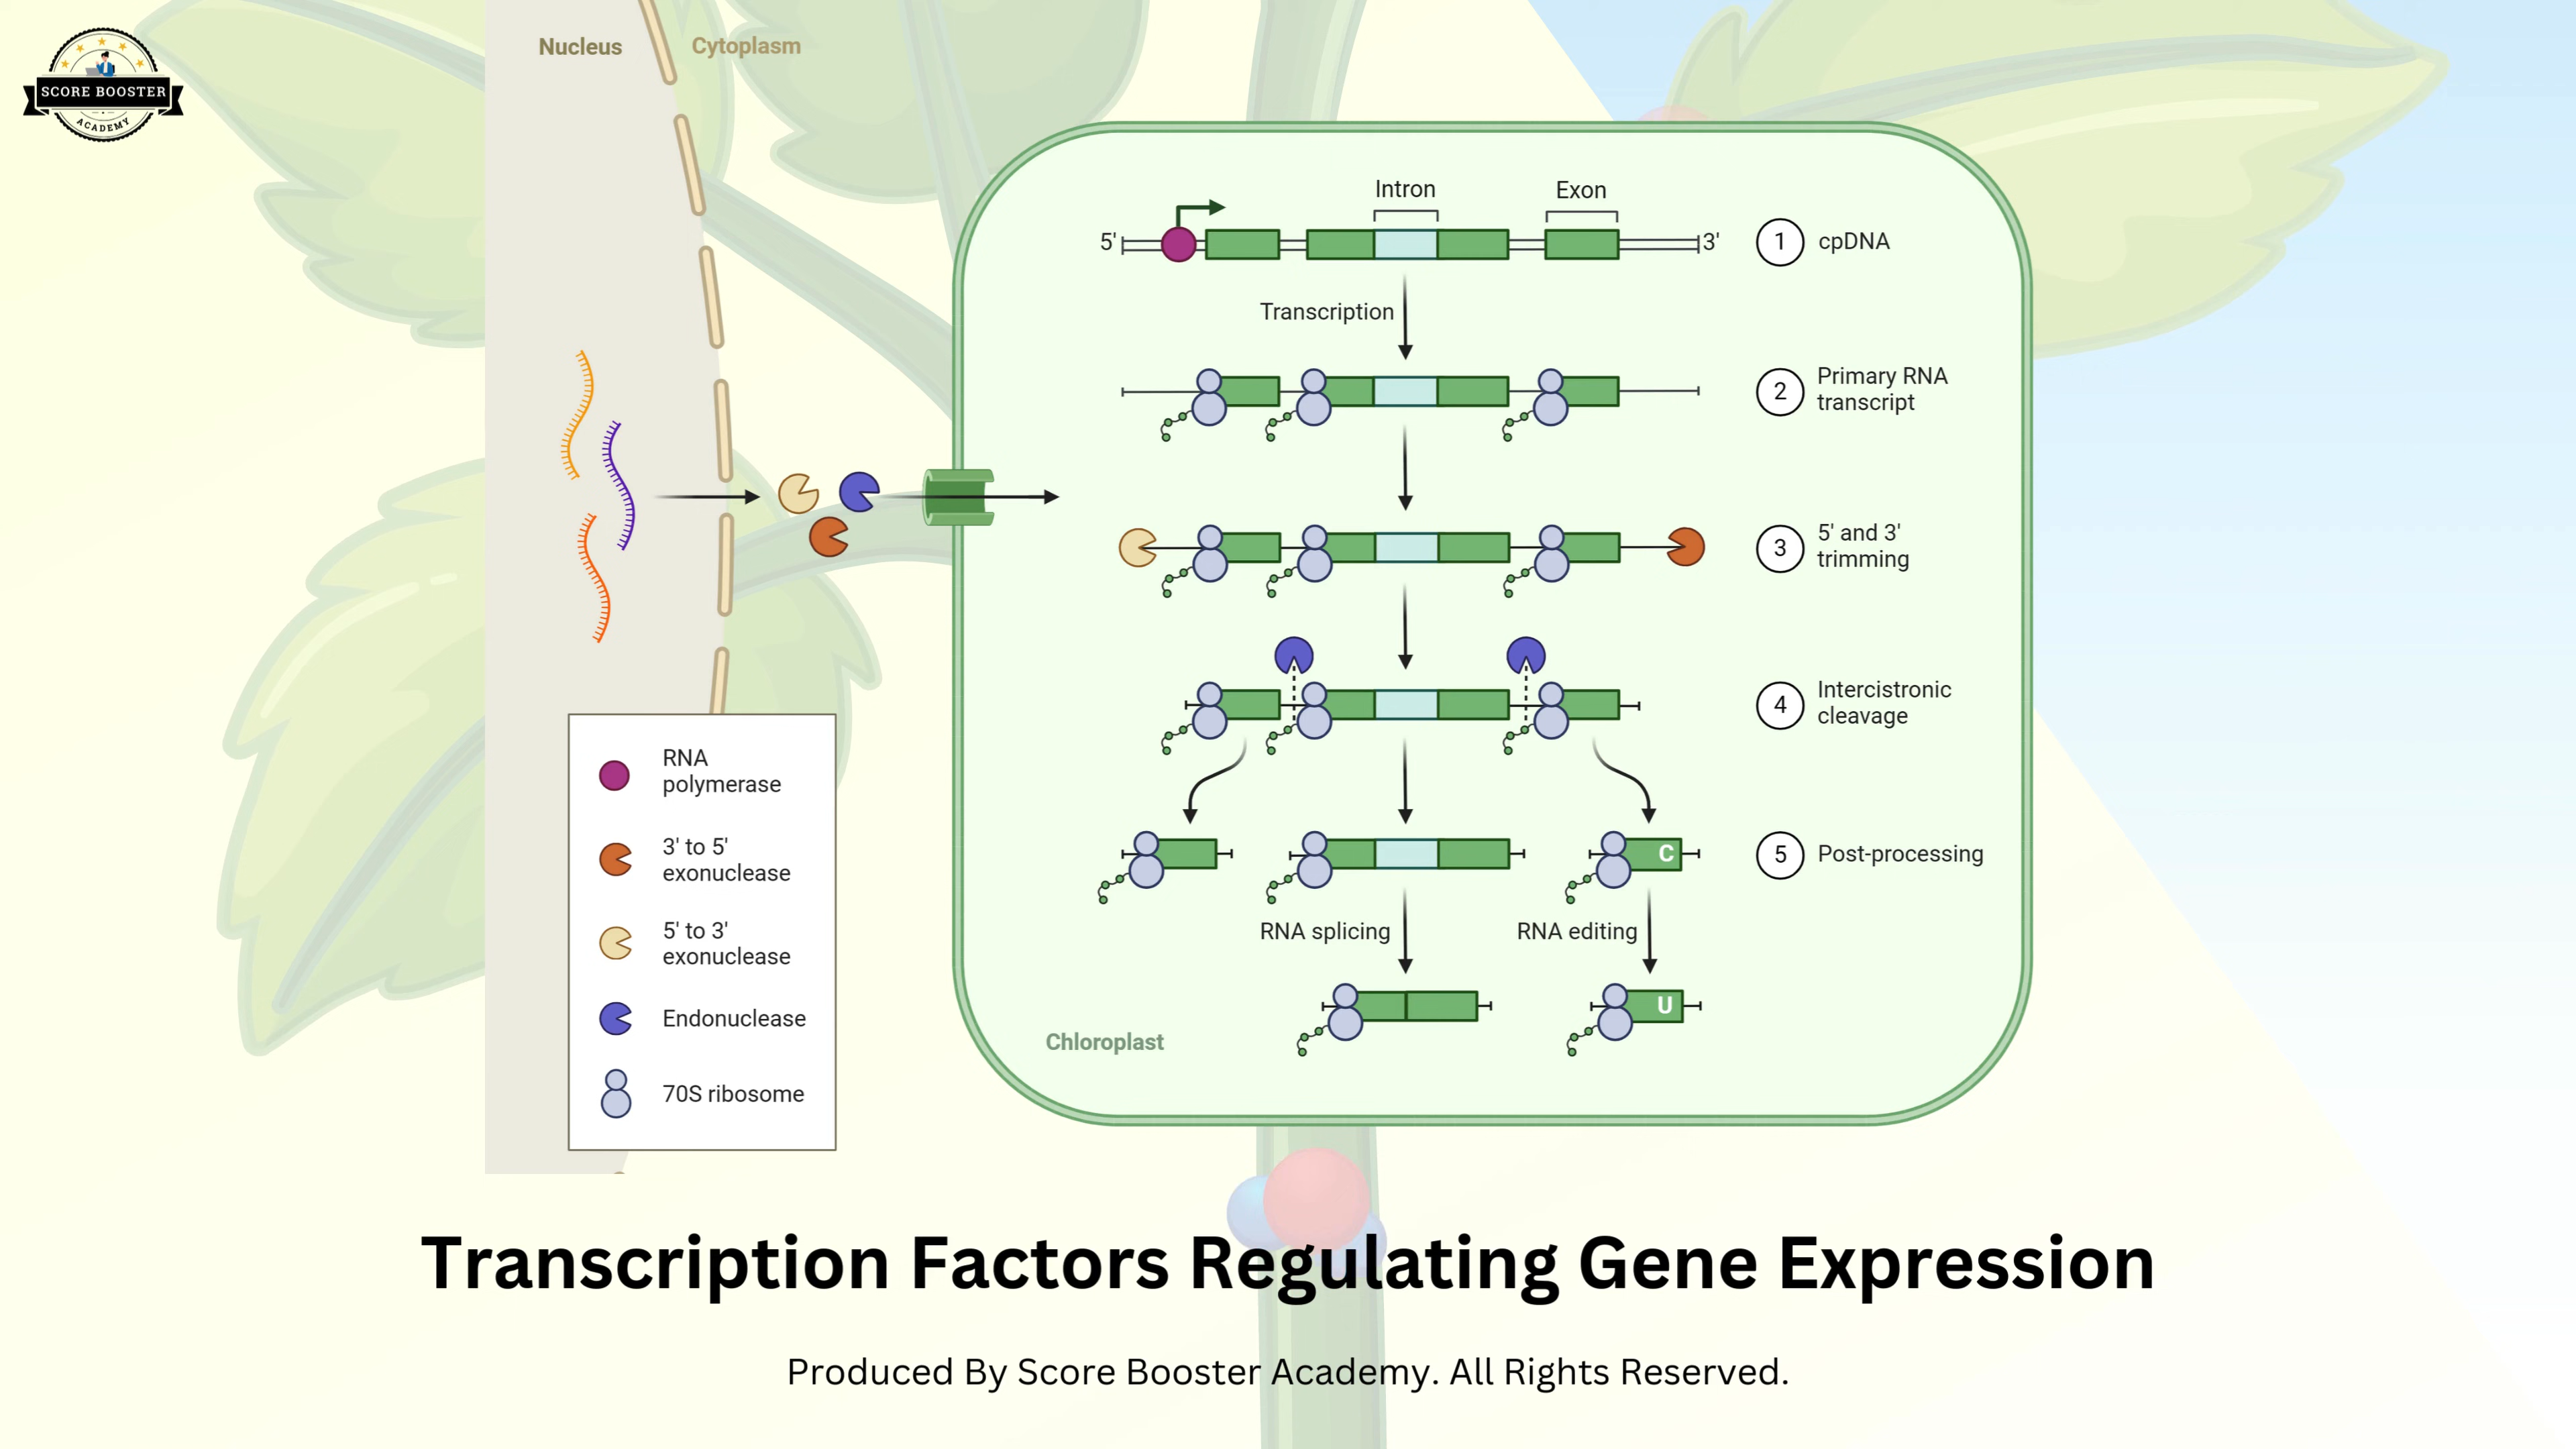 SCORE BOOSTER
ACADEMY
Nucleus
Cytoplasm
Intron
Exon
5'
3'
1
cpDNA
Transcription
2
Primary RNA
transcript
3
5' and 3'
trimming
4
Intercistronic
cleavage
C
5
Post-processing
RNA splicing
RNA editing
U
Chloroplast
RNA
polymerase
3' to 5'
exonuclease
5' to 3'
exonuclease
Endonuclease
70S ribosome
Transcription Factors Regulating Gene Expression
Produced By Score Booster Academy. All Rights Reserved.